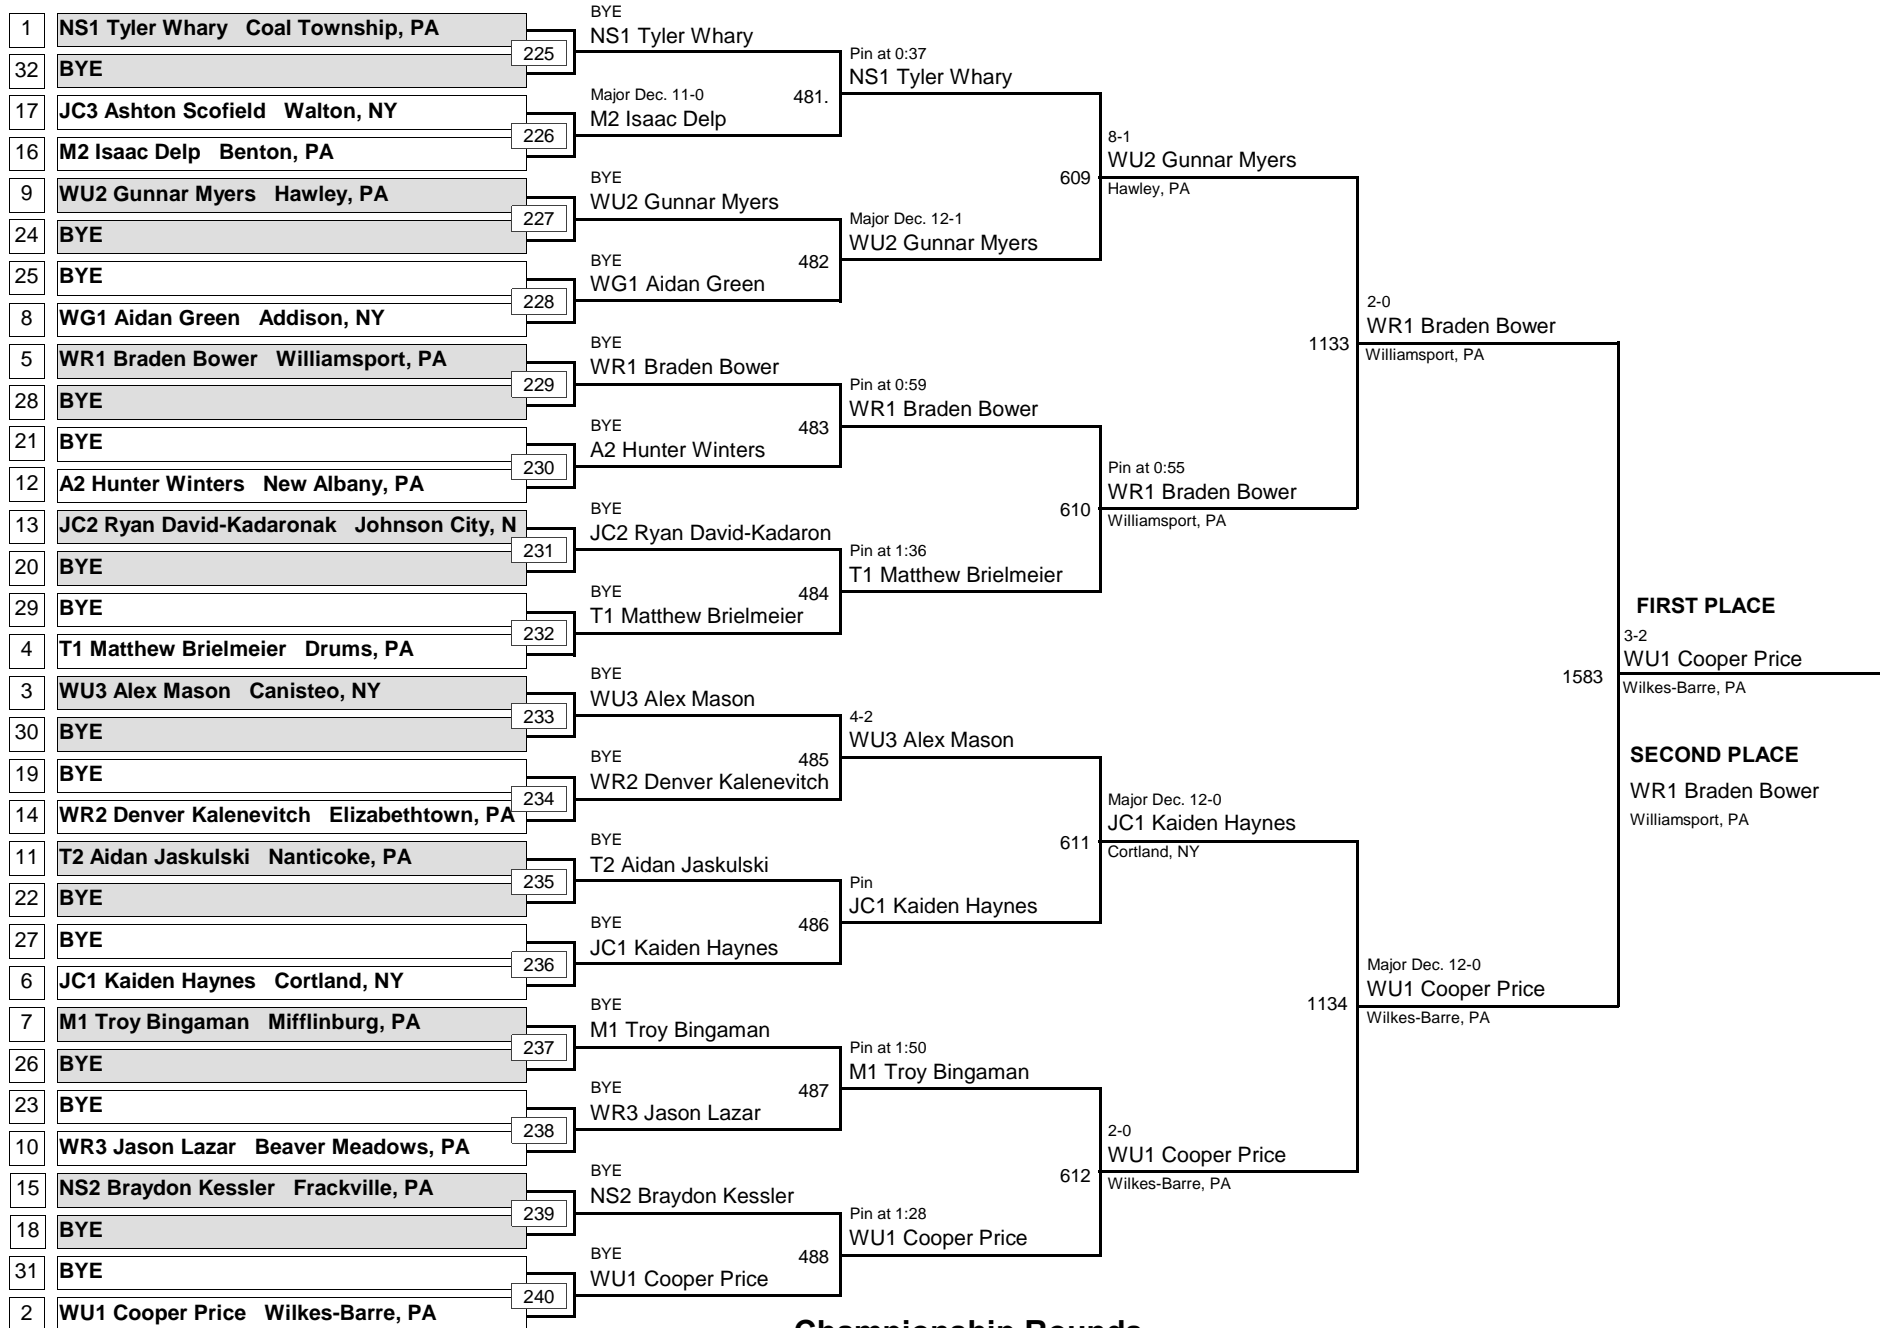 1 NS1 Tyler Whary Coal Township, PA
32 BYE
225
17 JC3 Ashton Scofield Walton, NY
16 M2 Isaac Delp Benton, PA
226
9 WU2 Gunnar Myers Hawley, PA
24 BYE
227
25 BYE
8 WG1 Aidan Green Addison, NY
228
5 WR1 Braden Bower Williamsport, PA
28 BYE
229
21 BYE
12 A2 Hunter Winters New Albany, PA
230
13 JC2 Ryan David-Kadaronak Johnson City, N
20 BYE
231
29 BYE
4 T1 Matthew Brielmeier Drums, PA
232
3 WU3 Alex Mason Canisteo, NY
30 BYE
233
19 BYE
14 WR2 Denver Kalenevitch Elizabethtown, PA
234
11 T2 Aidan Jaskulski Nanticoke, PA
22 BYE
235
27 BYE
6 JC1 Kaiden Haynes Cortland, NY
236
7 M1 Troy Bingaman Mifflinburg, PA
26 BYE
237
23 BYE
10 WR3 Jason Lazar Beaver Meadows, PA
238
15 NS2 Braydon Kessler Frackville, PA
18 BYE
239
31 BYE
2 WU1 Cooper Price Wilkes-Barre, PA
240
BYE
NS1 Tyler Whary
Major Dec. 11-0
M2 Isaac Delp
481.
BYE
WU2 Gunnar Myers
BYE
WG1 Aidan Green
482
BYE
WR1 Braden Bower
BYE
A2 Hunter Winters
483
BYE
JC2 Ryan David-Kadaron
BYE
T1 Matthew Brielmeier
484
BYE
WU3 Alex Mason
BYE
WR2 Denver Kalenevitch
485
BYE
T2 Aidan Jaskulski
BYE
JC1 Kaiden Haynes
486
BYE
M1 Troy Bingaman
BYE
WR3 Jason Lazar
487
BYE
NS2 Braydon Kessler
BYE
WU1 Cooper Price
488
Pin at 0:37
NS1 Tyler Whary
Major Dec. 12-1
WU2 Gunnar Myers
609
Pin at 0:59
WR1 Braden Bower
Pin at 1:36
T1 Matthew Brielmeier
610
4-2
WU3 Alex Mason
Pin
JC1 Kaiden Haynes
611
Pin at 1:50
M1 Troy Bingaman
Pin at 1:28
WU1 Cooper Price
612
8-1
WU2 Gunnar Myers
Hawley, PA
Pin at 0:55
WR1 Braden Bower
Williamsport, PA
1133
Major Dec. 12-0
JC1 Kaiden Haynes
Cortland, NY
2-0
WU1 Cooper Price
Wilkes-Barre, PA
1134
2-0
WR1 Braden Bower
Williamsport, PA
Major Dec. 12-0
WU1 Cooper Price
Wilkes-Barre, PA
1583
FIRST PLACE
3-2
WU1 Cooper Price
Wilkes-Barre, PA
SECOND PLACE
WR1 Braden Bower
Williamsport, PA
Championship Rounds